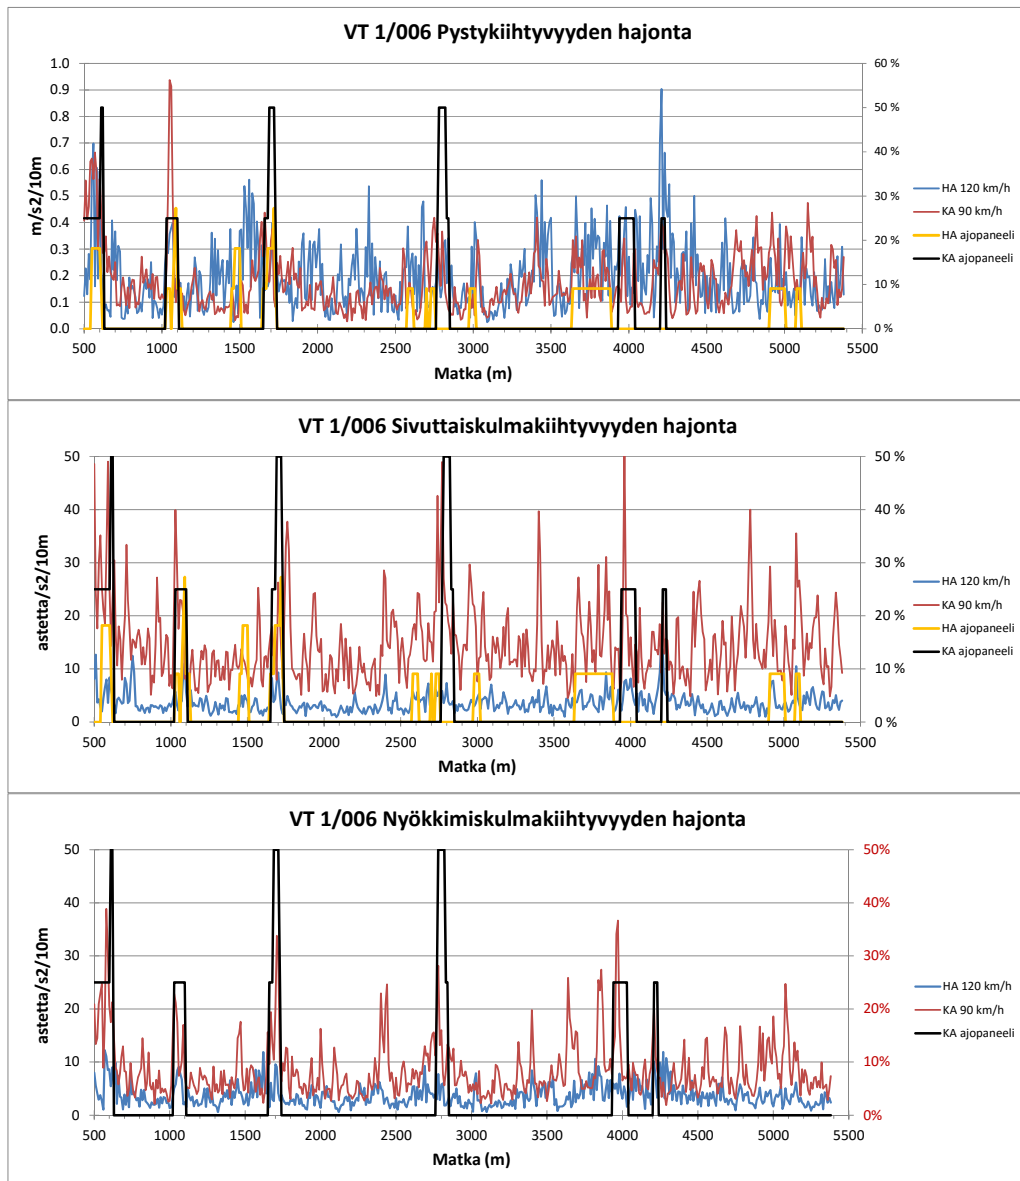 VT 1/006 Pystykiihtyvyyden hajonta
1.0
0.9
0.8
0.7
0.6
0.5
0.4
0.3
0.2
0.1
0.0
m/s2/10m
60 %
50 %
40 %
30 %
20 %
10 %
0 %
500 1000 1500 2000 2500 3000 3500 4000 4500 5000 5500
Matka (m)
HA 120 km/h
KA 90 km/h
HA ajopaneeli
KA ajopaneeli
VT 1/006 Sivuttaiskulmakiihtyvyyden hajonta
50
40
30
20
10
0
astetta/s2/10m
50 %
40 %
30 %
20 %
10 %
0 %
500 1000 1500 2000 2500 3000 3500 4000 4500 5000 5500
Matka (m)
HA 120 km/h
KA 90 km/h
HA ajopaneeli
KA ajopaneeli
VT 1/006 Nyökkimiskulmakiihtyvyyden hajonta
50
40
30
20
10
0
astetta/s2/10m
50%
40%
30%
20%
10%
0%
500 1000 1500 2000 2500 3000 3500 4000 4500 5000 5500
Matka (m)
HA 120 km/h
KA 90 km/h
KA ajopaneeli